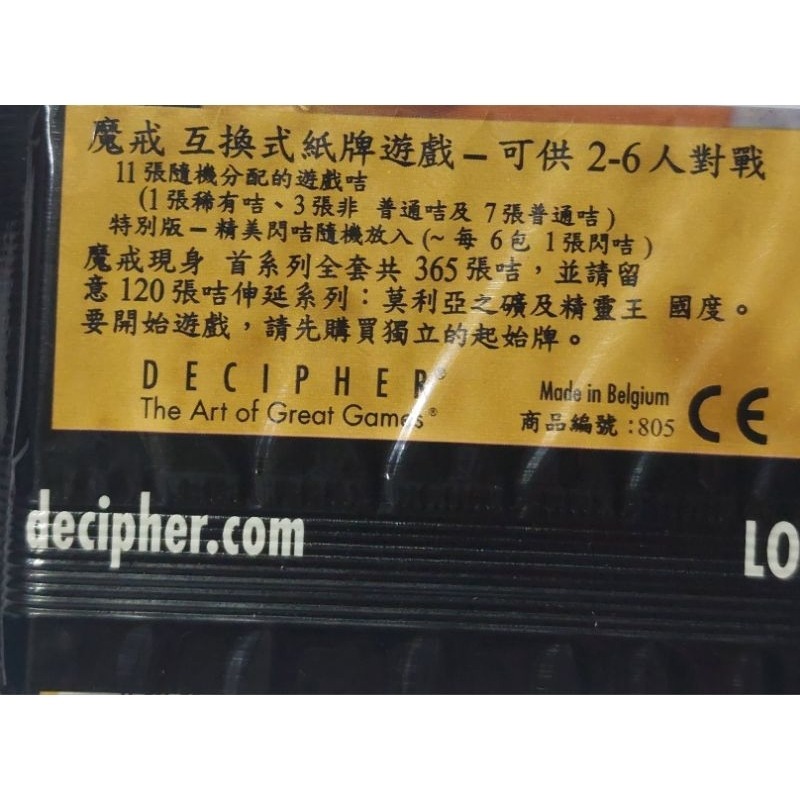 魔戒 互換式紙牌遊戲 – 可供 2-6 人對戰
11 張隨機分配的遊戲咭
(1 張稀有咭、3 張非 普通咭及 7 張普通咭)
特別版 – 精美閃咭隨機放入 (~ 每 6 包 1 張閃咭)
魔戒現身 首系列全套共 365 張咭，並請留
意 120 張咭伸延系列：莫利亞之礦及精靈王 國度。
要開始遊戲，請先購買獨立的起始牌。
DECIPHER®
The Art of Great Games®
Made in Belgium
商品編號：805
CE
decipher.com
LO